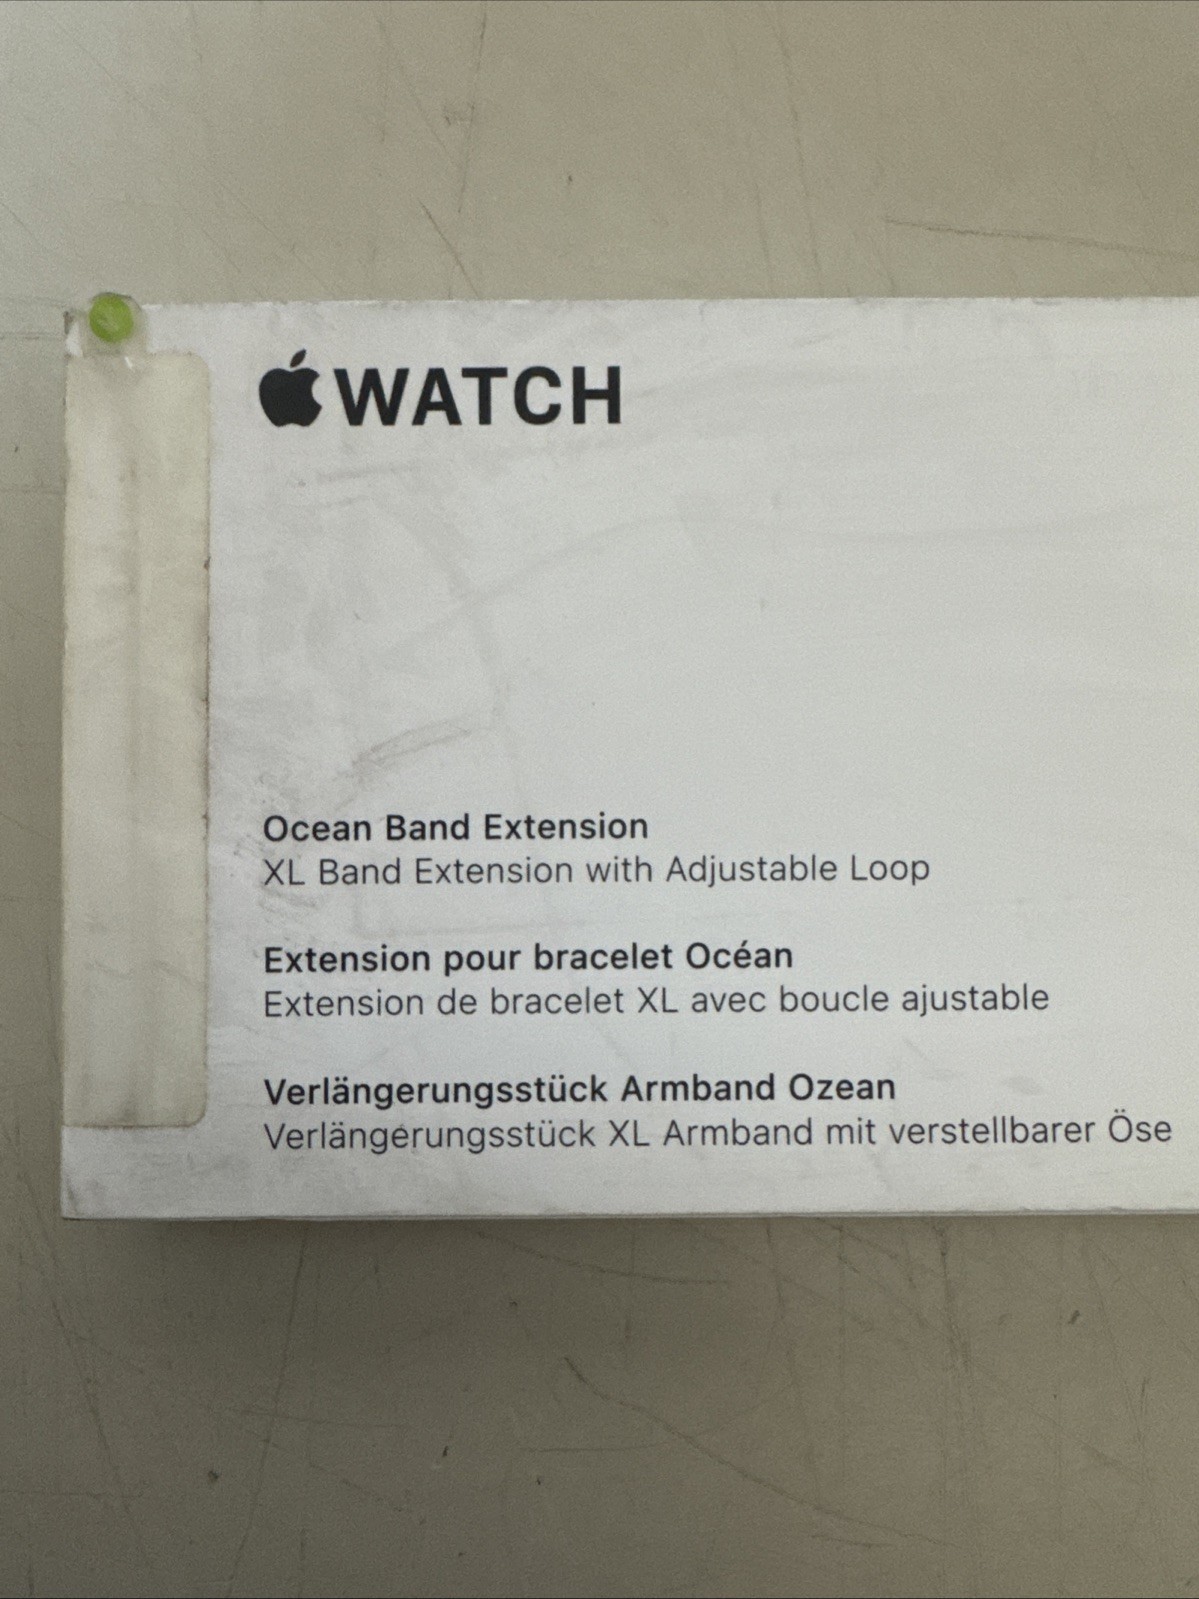 WATCH
Ocean Band Extension
XL Band Extension with Adjustable Loop
Extension pour bracelet Océan
Extension de bracelet XL avec boucle ajustable
Verlängerungsstück Armband Ozean
Verlängerungsstück XL Armband mit verstellbarer Öse